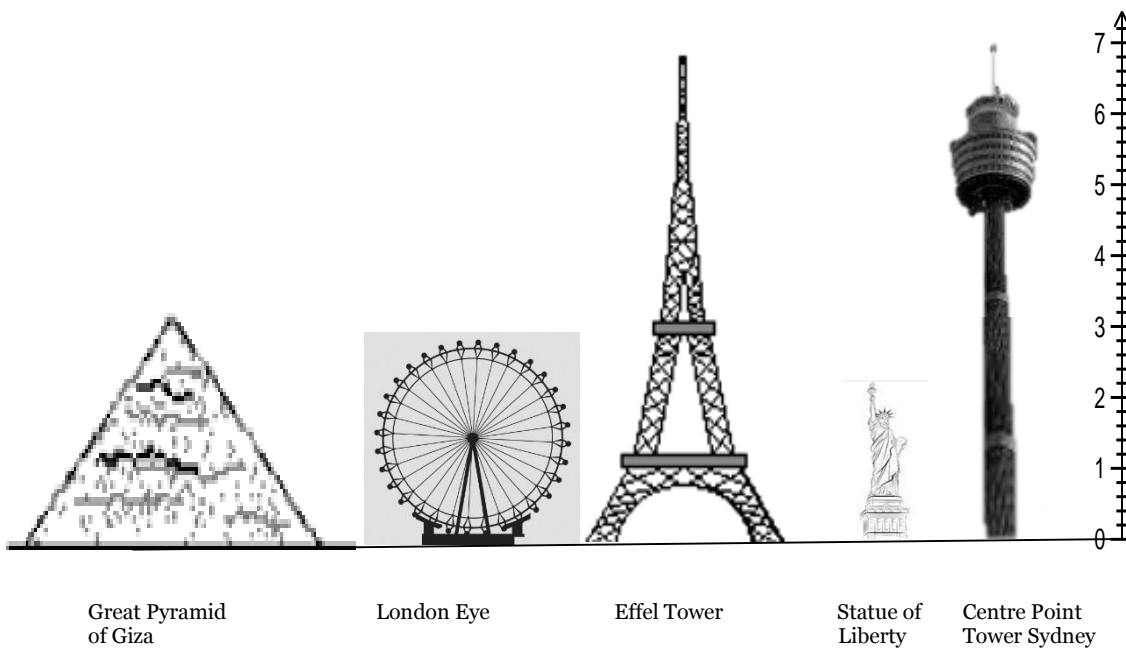 7
6
5
4
3
2
1
0
Great Pyramid
of Giza
London Eye
Effel Tower
Statue of
Liberty
Centre Point
Tower Sydney